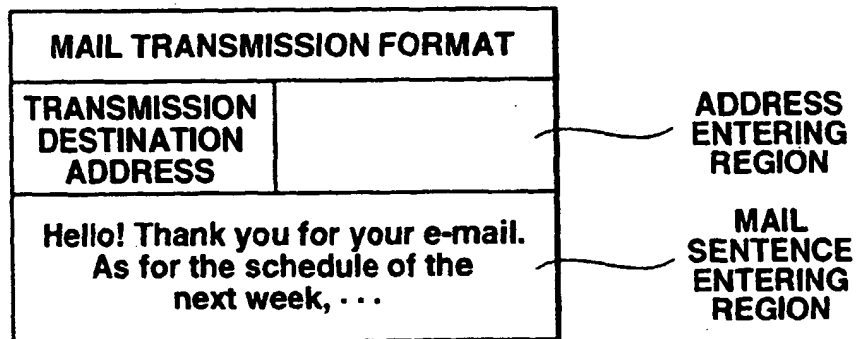 MAIL TRANSMISSION FORMAT
TRANSMISSION
DESTINATION
ADDRESS
ADDRESS
ENTERING
REGION
Hello! Thank you for your e-mail.
As for the schedule of the
next week, · · ·
MAIL
SENTENCE
ENTERING
REGION